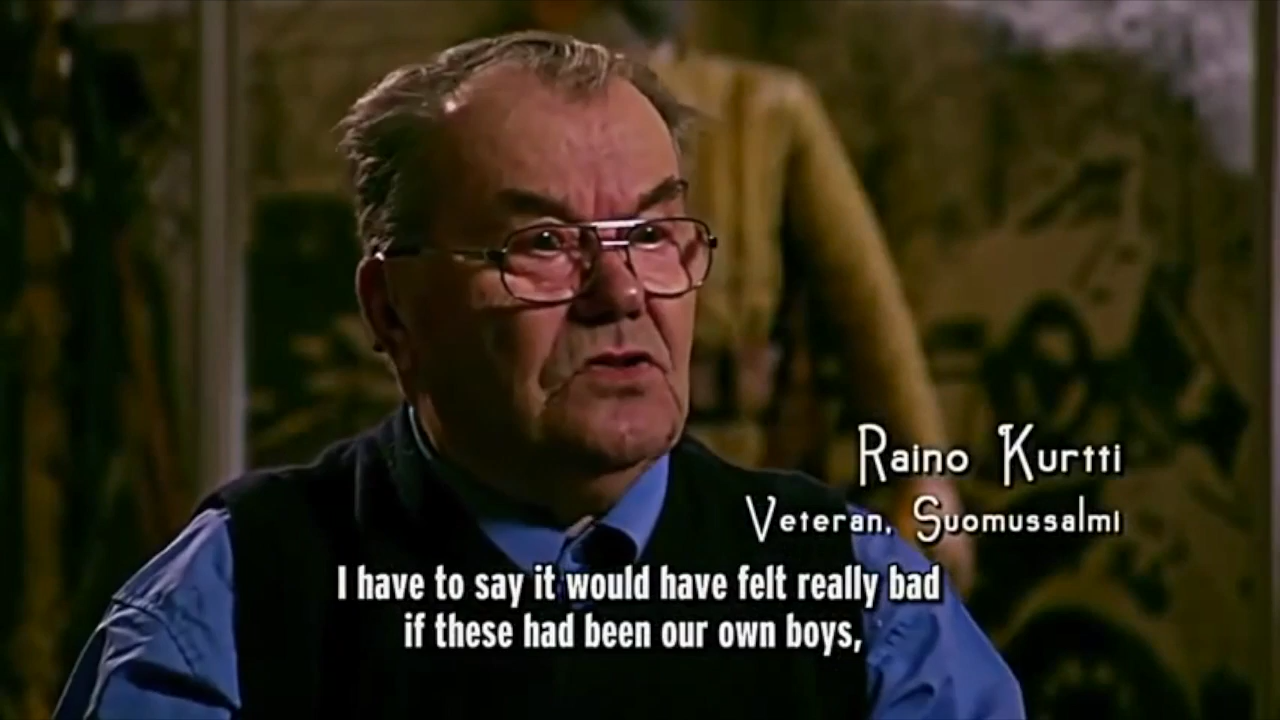 Raino Kurtti
Veteran, Suomussalmi
I have to say it would have felt really bad
if these had been our own boys,